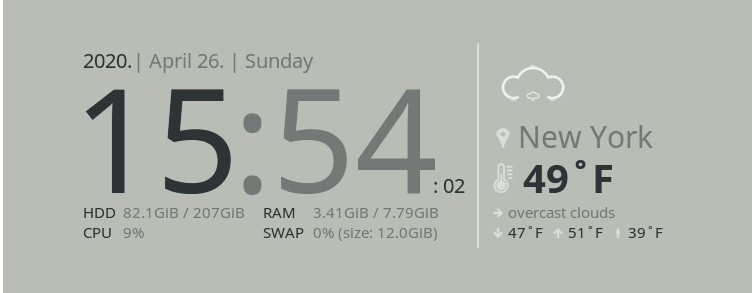 2020.| April 26. | Sunday
15:54: 02
HDD 82.1GiB / 207GiB RAM 3.41GiB / 7.79GiB
CPU 9% SWAP 0% (size: 12.0GiB)
New York
49°F
overcast clouds
47°F 51°F 39°F